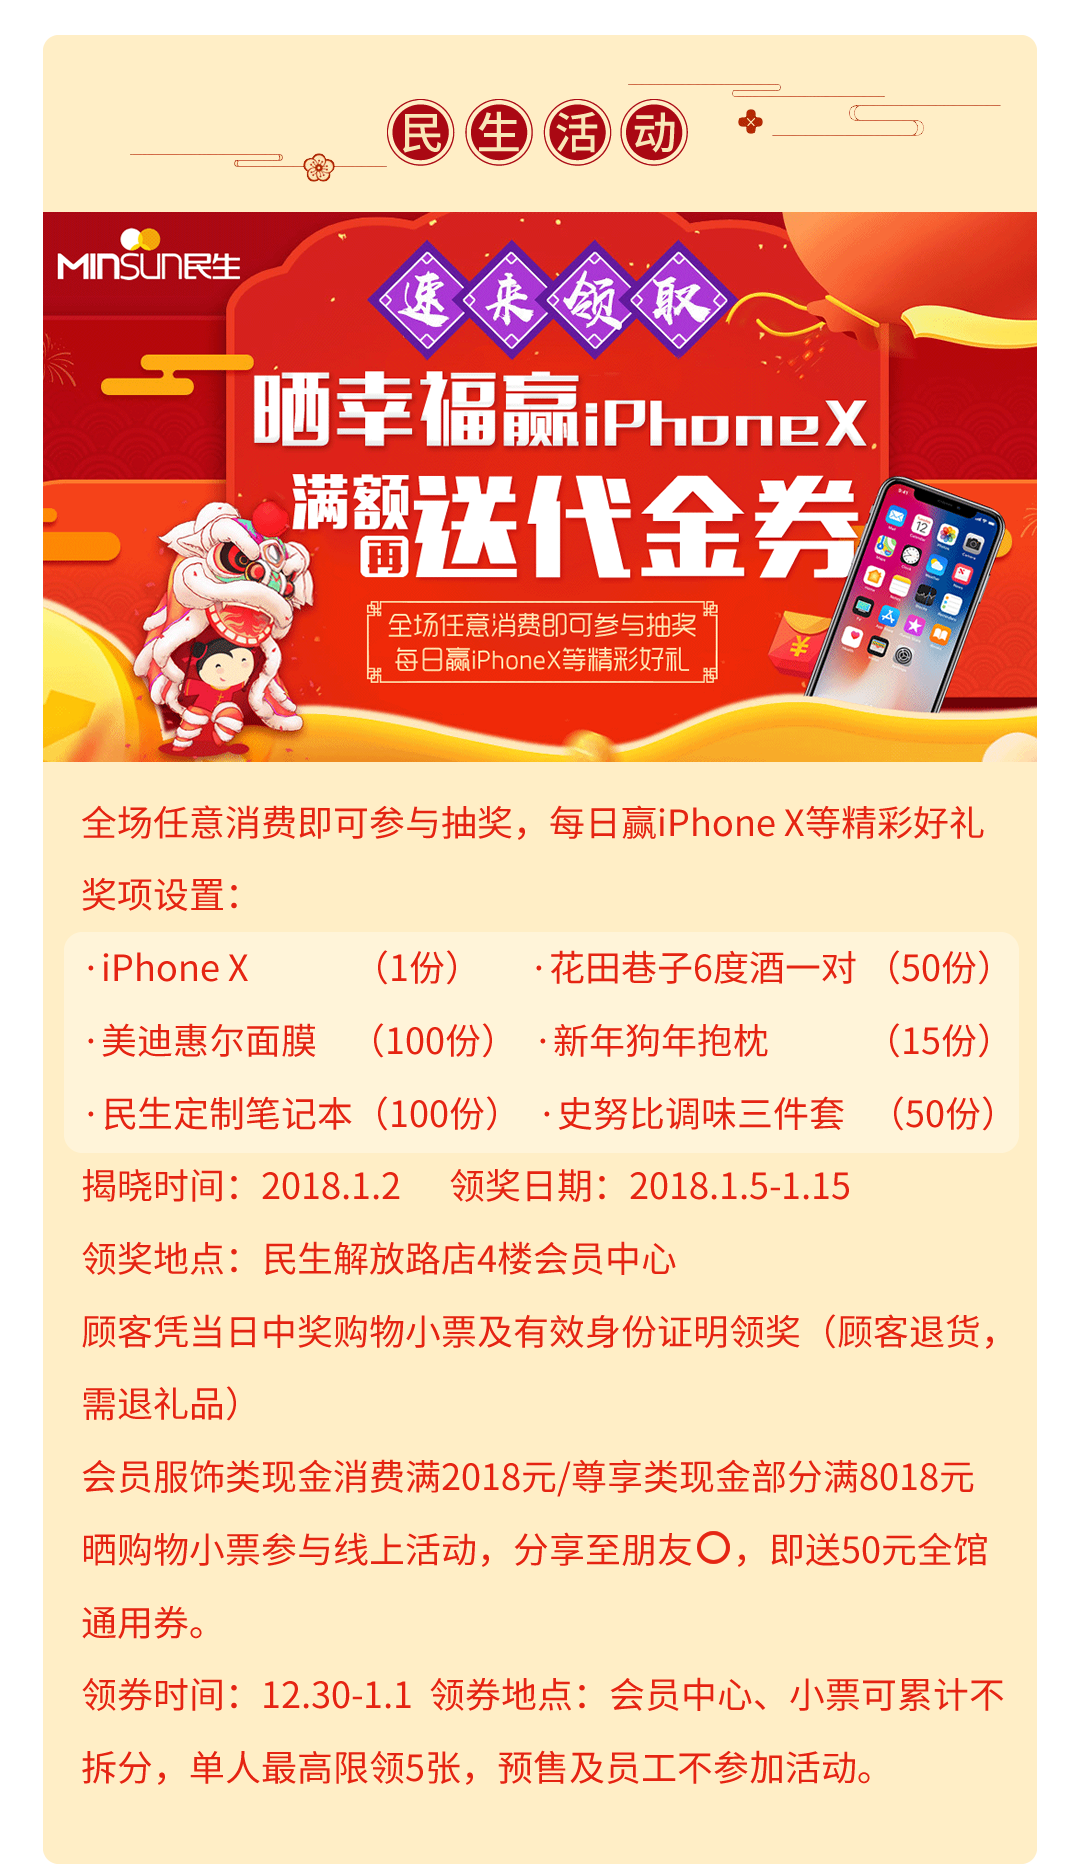 民生活动
MINSUN民生
速来领取
晒幸福赢iPhoneX
满额再送代金券
全场任意消费即可参与抽奖
每日赢iPhoneX等精彩好礼
全场任意消费即可参与抽奖，每日赢iPhone X等精彩好礼
奖项设置：
·iPhone X （1份） ·花田巷子6度酒一对 （50份）
·美迪惠尔面膜 （100份） ·新年狗年抱枕 （15份）
·民生定制笔记本（100份） ·史努比调味三件套 （50份）
揭晓时间：2018.1.2 领奖日期：2018.1.5-1.15
领奖地点：民生解放路店4楼会员中心
顾客凭当日中奖购物小票及有效身份证明领奖（顾客退货，
需退礼品）
会员服饰类现金消费满2018元/尊享类现金部分满8018元
晒购物小票参与线上活动，分享至朋友⭕，即送50元全馆
通用券。
领券时间：12.30-1.1 领券地点：会员中心、小票可累计不
拆分，单人最高限领5张，预售及员工不参加活动。